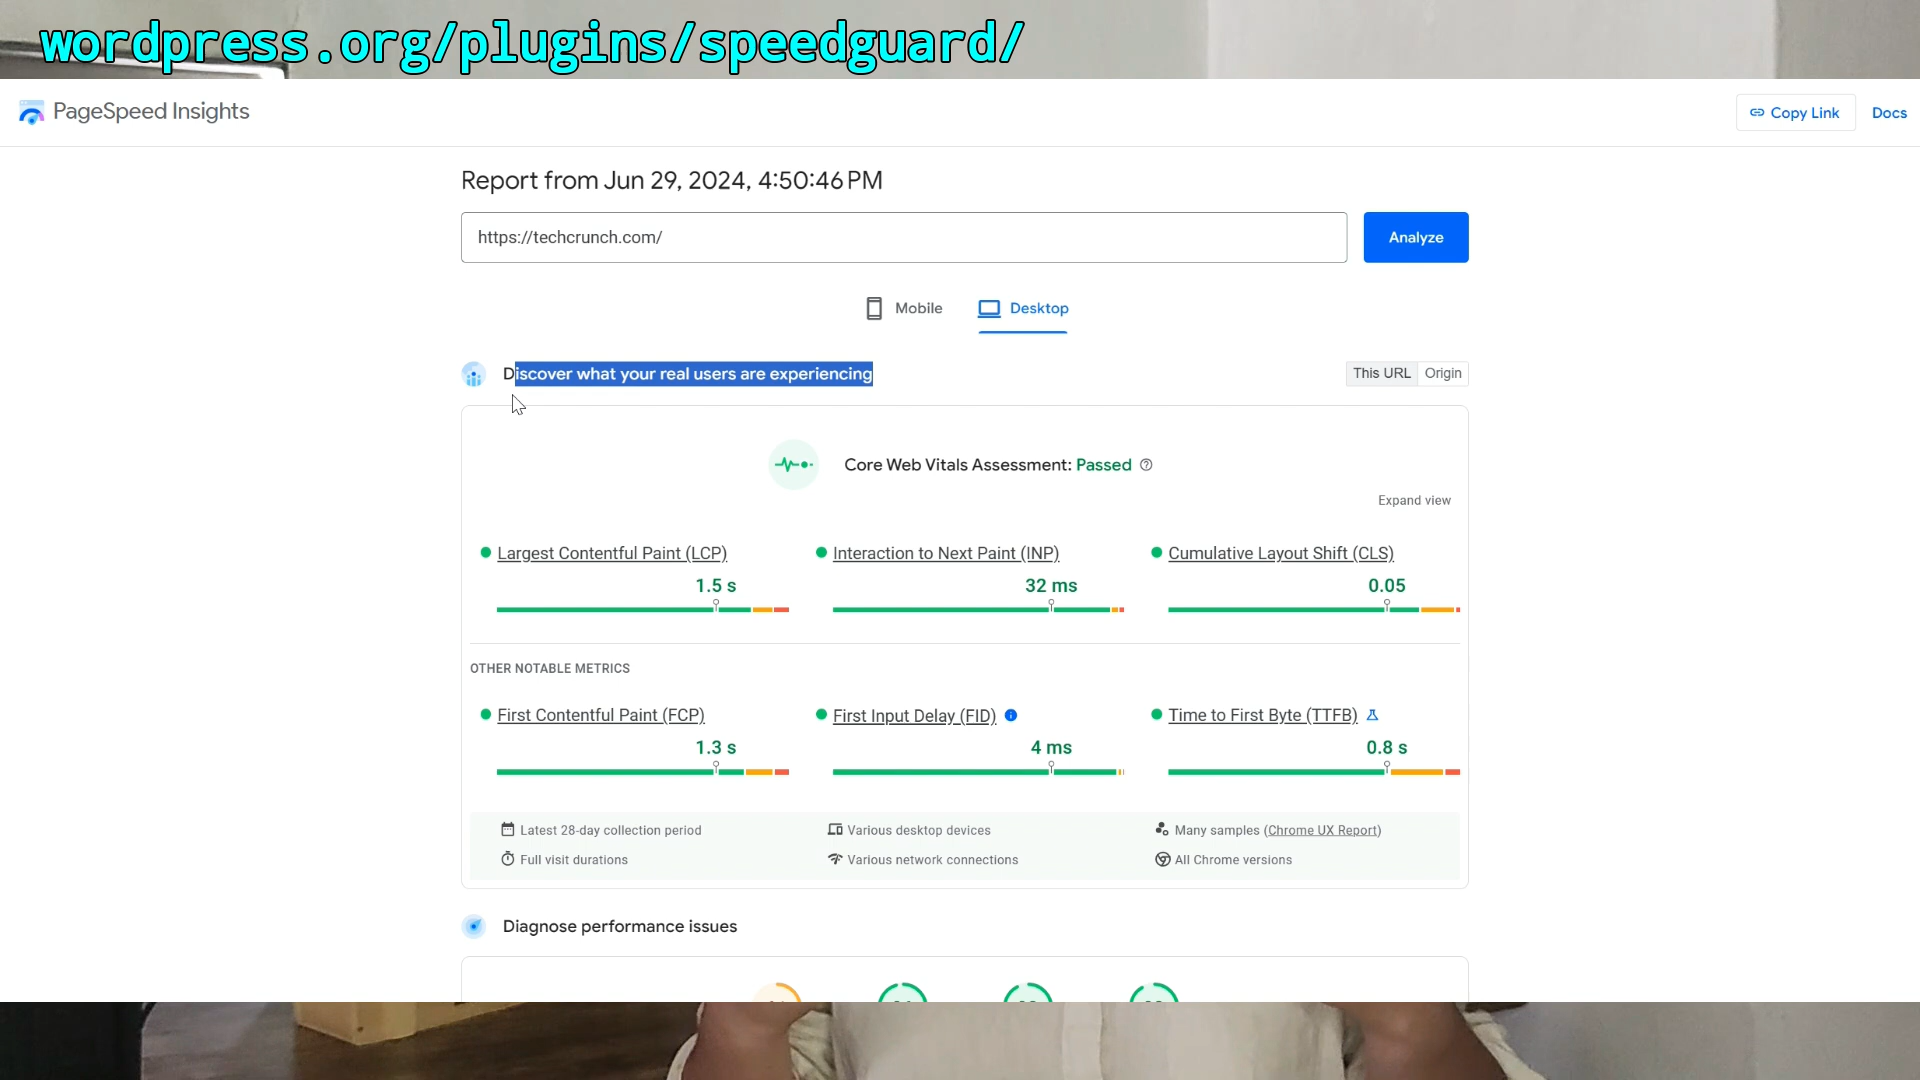 wordpress.org/plugins/speedguard/
PageSpeed Insights
Copy Link
Docs
Report from Jun 29, 2024, 4:50:46 PM
https://techcrunch.com/
Analyze
Mobile
Desktop
Discover what your real users are experiencing
This URL
Origin
Core Web Vitals Assessment: Passed
Expand view
Largest Contentful Paint (LCP)
1.5 s
Interaction to Next Paint (INP)
32 ms
Cumulative Layout Shift (CLS)
0.05
OTHER NOTABLE METRICS
First Contentful Paint (FCP)
1.3 s
First Input Delay (FID)
4 ms
Time to First Byte (TTFB)
0.8 s
Latest 28-day collection period
Various desktop devices
Many samples (Chrome UX Report)
Full visit durations
Various network connections
All Chrome versions
Diagnose performance issues